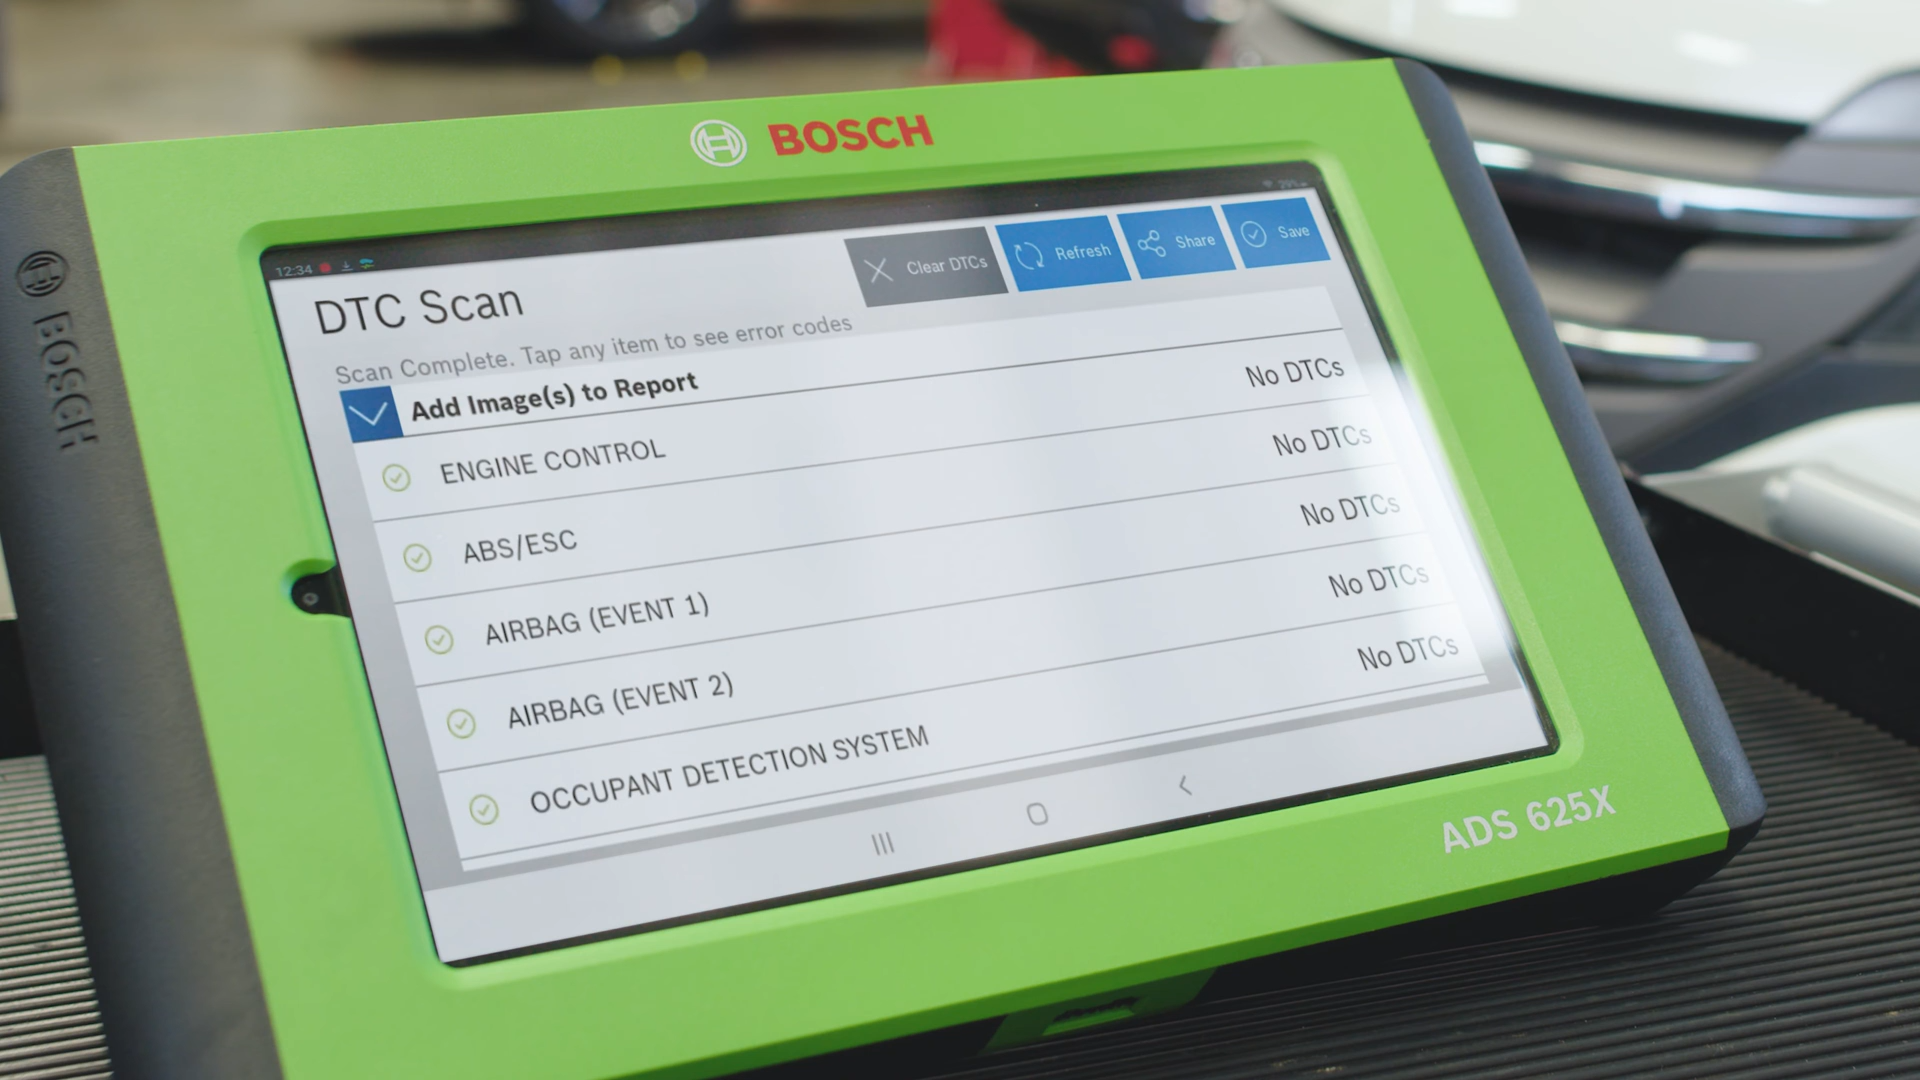 BOSCH
BOSCH
12:34
DTC Scan
Clear DTCs
Refresh
Share
Save
Scan Complete. Tap any item to see error codes
Add Image(s) to Report
ENGINE CONTROL No DTCs
ABS/ESC No DTCs
AIRBAG (EVENT 1) No DTCs
AIRBAG (EVENT 2) No DTCs
OCCUPANT DETECTION SYSTEM No DTCs
ADS 625X